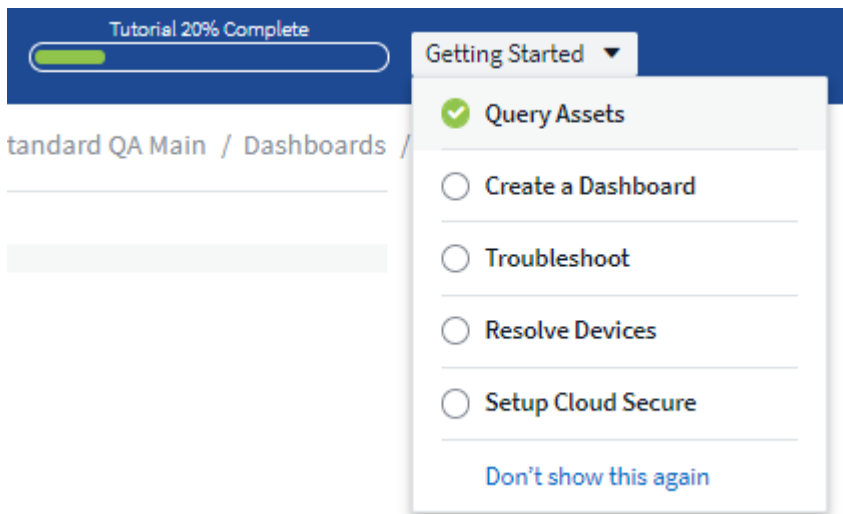 Tutorial 20% Complete
Getting Started
Query Assets
tandard QA Main / Dashboards /
Create a Dashboard
Troubleshoot
Resolve Devices
Setup Cloud Secure
Don't show this again